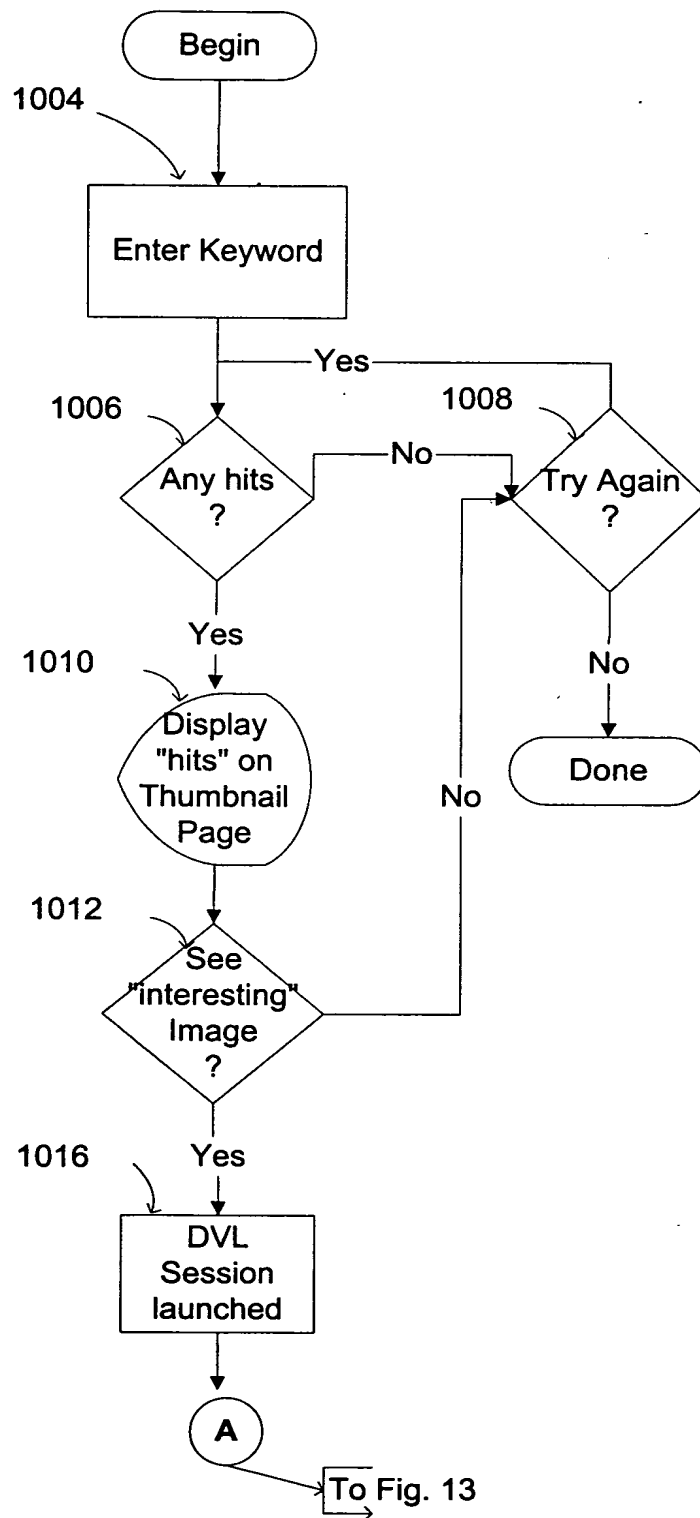 Begin
1004
Enter Keyword
Yes
1006
1008
Any hits
?
No
Try Again
?
Yes
No
1010
Display
"hits" on
Thumbnail
Page
Done
No
1012
See
"interesting"
Image
?
Yes
1016
DVL
Session
launched
A
To Fig. 13